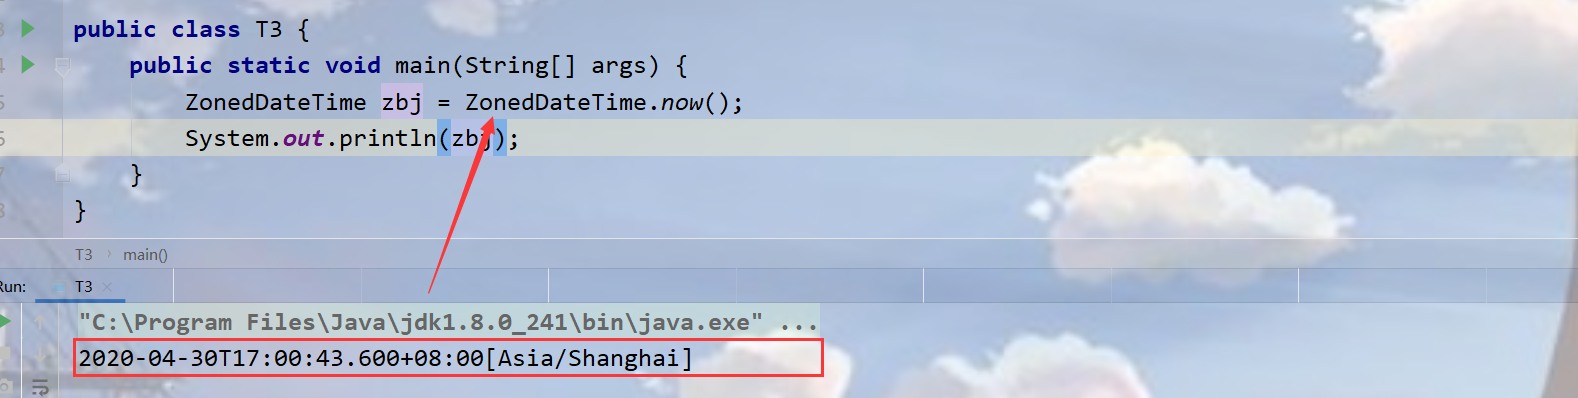 3 public class T3 {
4 public static void main(String[] args) {
5 ZonedDateTime zbj = ZonedDateTime.now();
6 System.out.println(zbj);
7 }
8 }
T3 › main()
Run: T3 ×
"C:\Program Files\Java\jdk1.8.0_241\bin\java.exe" ...
2020-04-30T17:00:43.600+08:00[Asia/Shanghai]